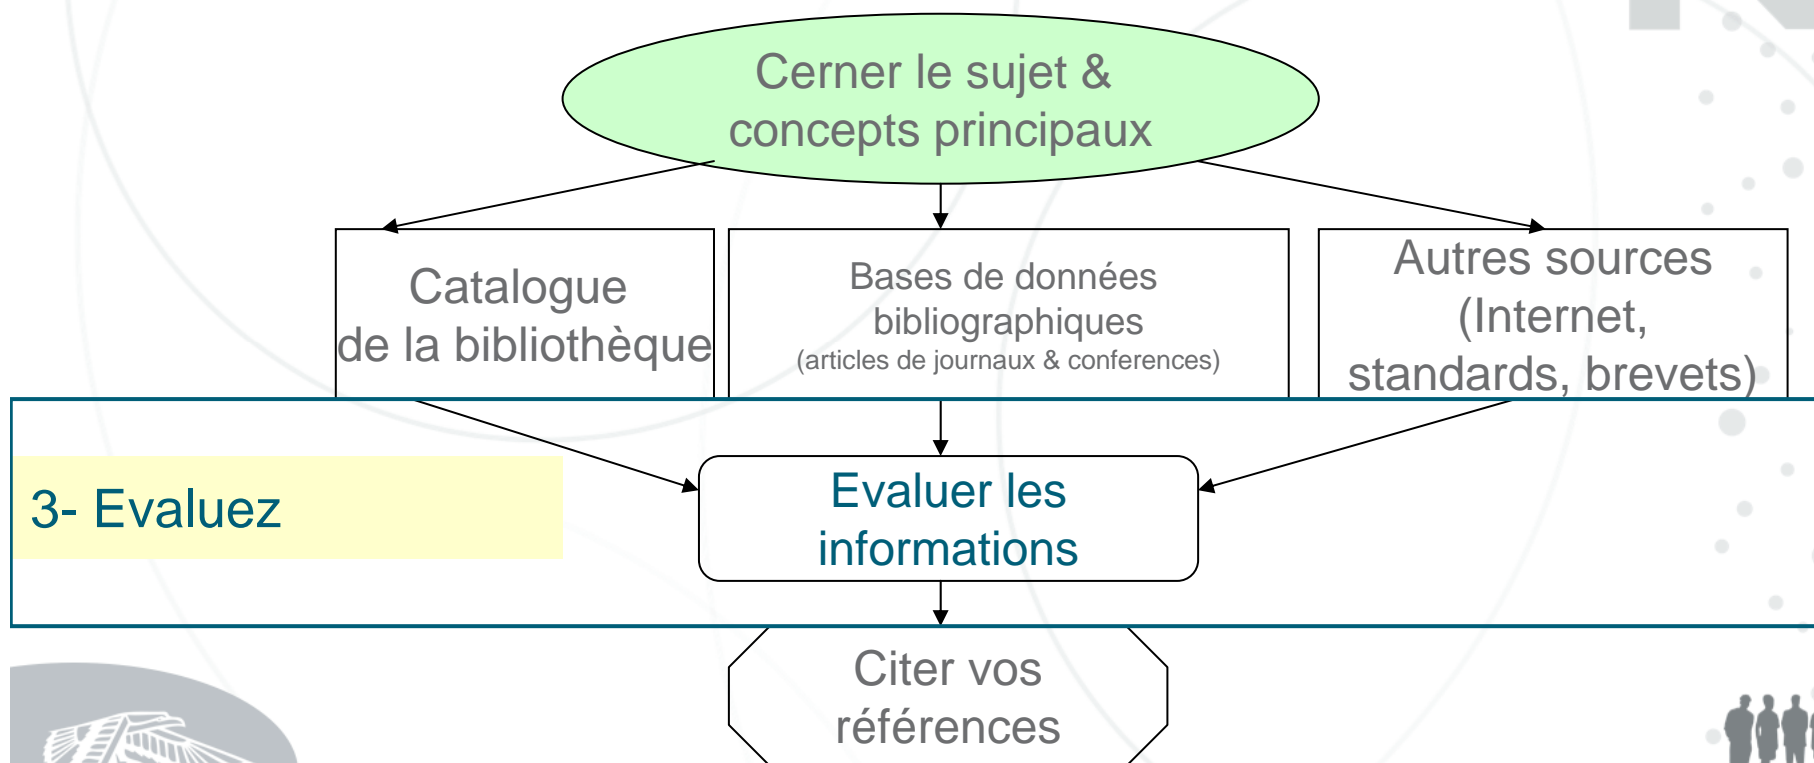 Cerner le sujet &
concepts principaux
Catalogue
de la bibliothèque
Bases de données
bibliographiques
(articles de journaux & conferences)
Autres sources
(Internet,
standards, brevets)
3- Evaluez
Evaluer les
informations
Citer vos
références